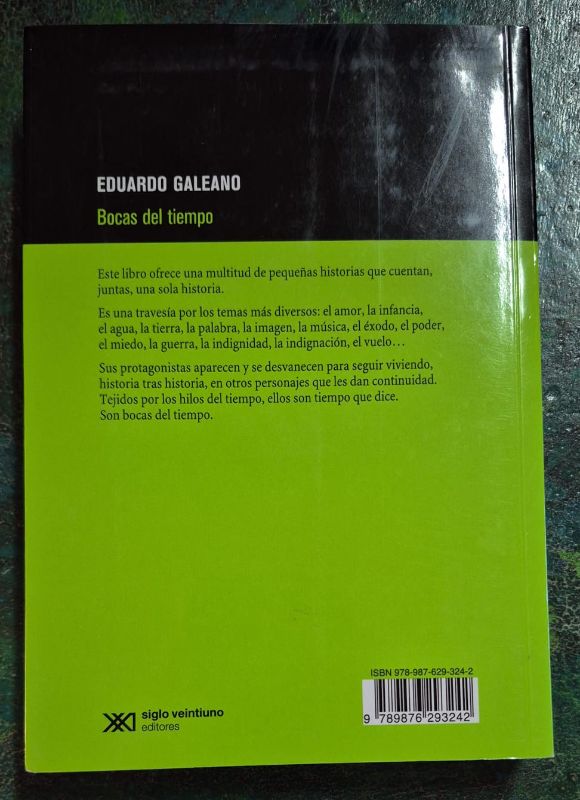 EDUARDO GALEANO
Bocas del tiempo
Este libro ofrece una multitud de pequeñas historias que cuentan,
juntas, una sola historia.
Es una travesía por los temas más diversos: el amor, la infancia,
el agua, la tierra, la palabra, la imagen, la música, el éxodo, el poder,
el miedo, la guerra, la indignidad, la indignación, el vuelo…
Sus protagonistas aparecen y se desvanecen para seguir viviendo,
historia tras historia, en otros personajes que les dan continuidad.
Tejidos por los hilos del tiempo, ellos son tiempo que dice.
Son bocas del tiempo.
ISBN 978-987-629-324-2
9 789876 293242
siglo veintiuno
editores